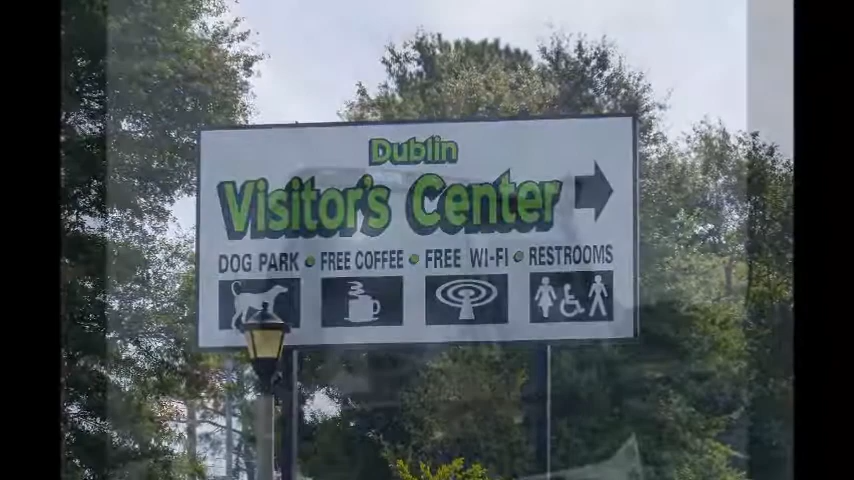 Dublin
Visitor's Center
DOG PARK • FREE COFFEE • FREE WI-FI • RESTROOMS